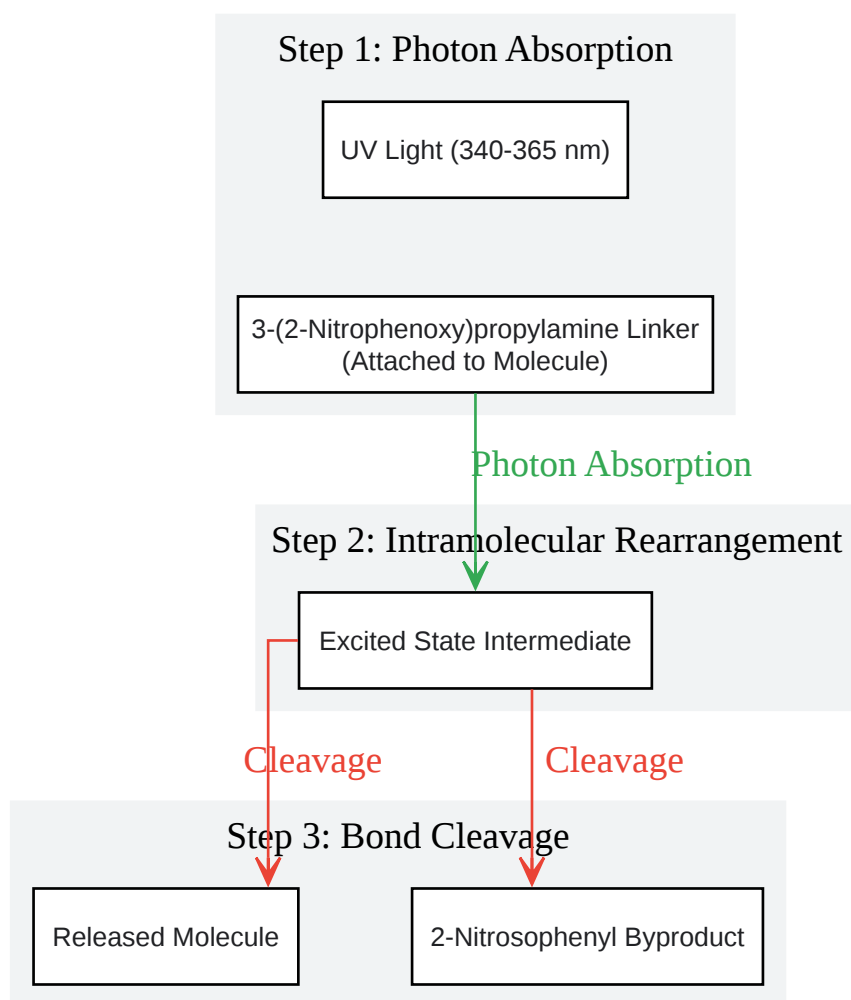 Step 1: Photon Absorption
UV Light (340-365 nm)
3-(2-Nitrophenoxy)propylamine Linker
(Attached to Molecule)
Photon Absorption
Step 2: Intramolecular Rearrangement
Excited State Intermediate
Cleavage
Cleavage
Step 3: Bond Cleavage
Released Molecule
2-Nitrosophenyl Byproduct